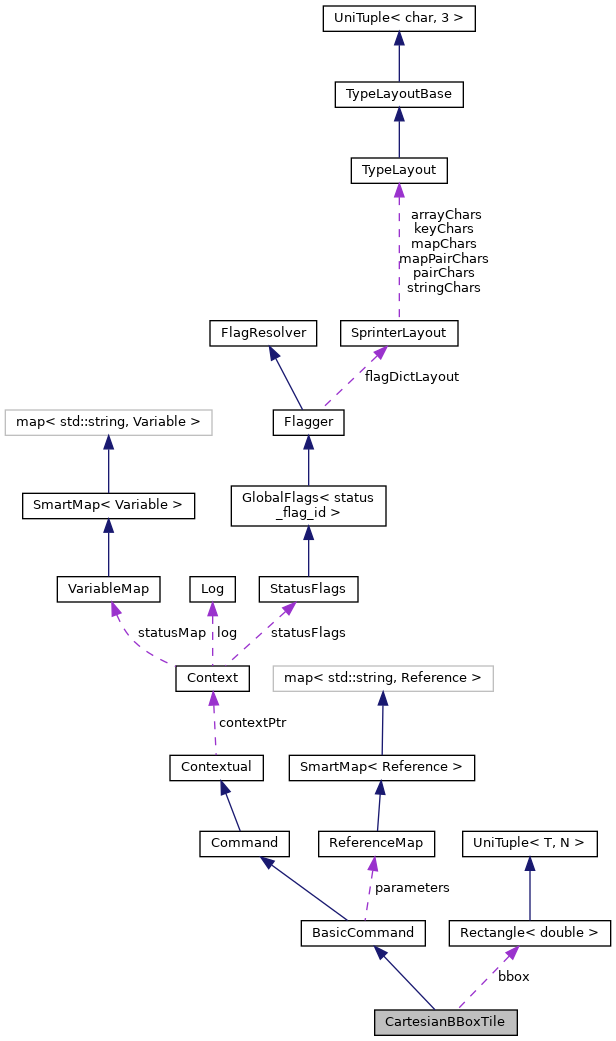 UniTuple< char, 3 >
TypeLayoutBase
TypeLayout
arrayChars
keyChars
mapChars
mapPairChars
pairChars
stringChars
FlagResolver
SprinterLayout
flagDictLayout
map< std::string, Variable >
Flagger
SmartMap< Variable >
GlobalFlags< status
_flag_id >
VariableMap
Log
StatusFlags
statusMap
log
statusFlags
Context
map< std::string, Reference >
contextPtr
Contextual
SmartMap< Reference >
Command
ReferenceMap
UniTuple< T, N >
parameters
BasicCommand
Rectangle< double >
bbox
CartesianBBoxTile